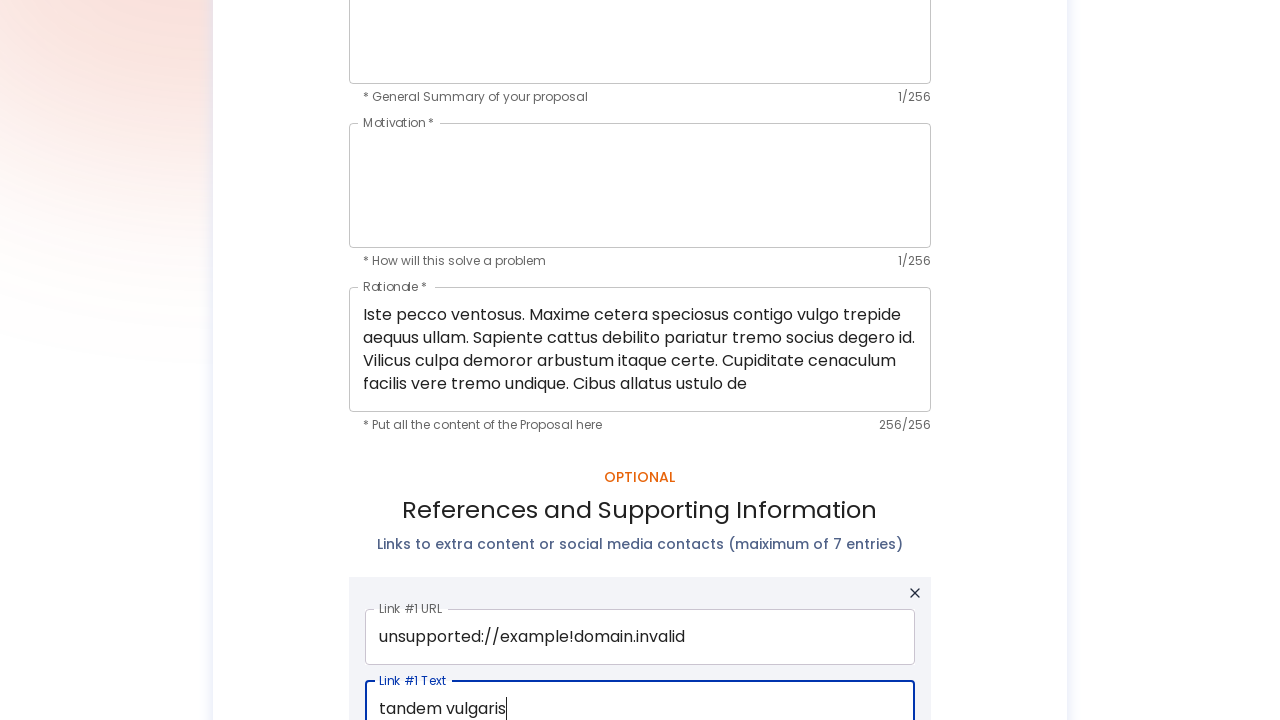 * General Summary of your proposal 1/256
Motivation *
* How will this solve a problem 1/256
Rationale *
Iste pecco ventosus. Maxime cetera speciosus contigo vulgo trepide
aequus ullam. Sapiente cattus debilito pariatur tremo socius degero id.
Vilicus culpa demoror arbustum itaque certe. Cupiditate cenaculum
facilis vere tremo undique. Cibus allatus ustulo de
* Put all the content of the Proposal here 256/256
OPTIONAL
References and Supporting Information
Links to extra content or social media contacts (maiximum of 7 entries)
Link #1 URL
unsupported://example!domain.invalid
Link #1 Text
tandem vulgaris